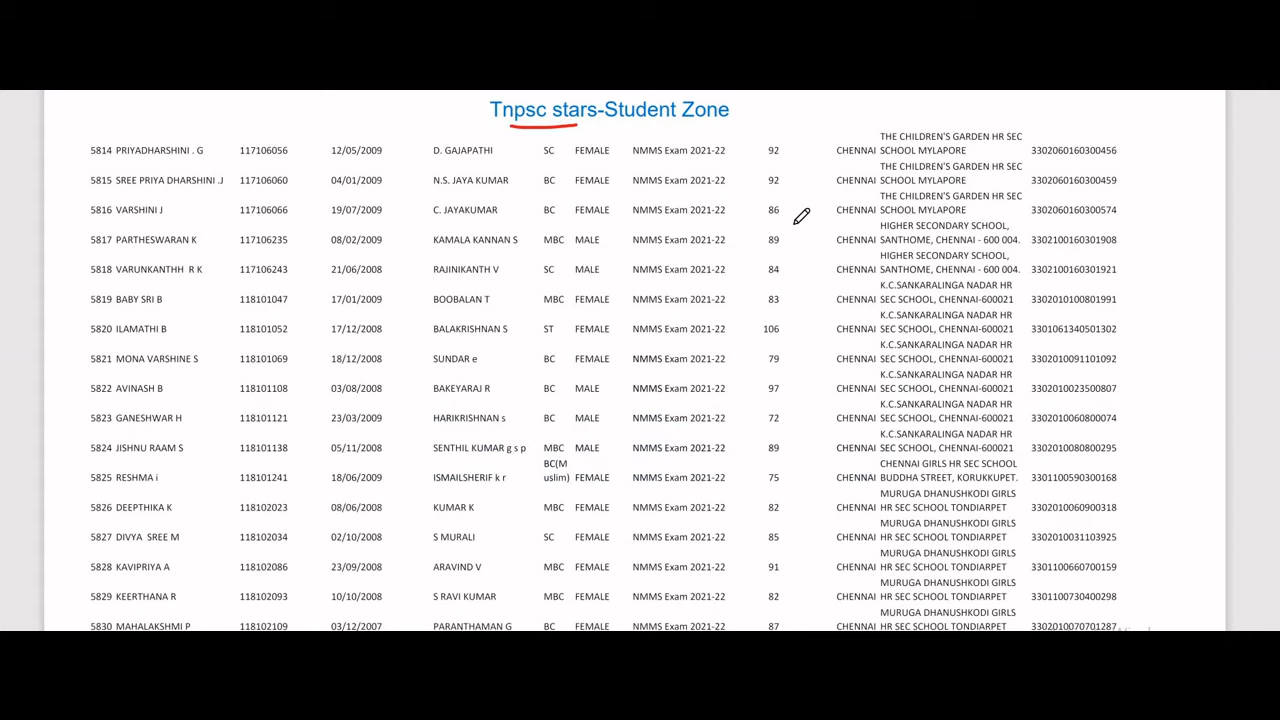 Tnpsc stars-Student Zone
5814 PRIYADHARSHINI . G 117106056 12/05/2009 D. GAJAPATHI SC FEMALE NMMS Exam 2021-22 92 CHENNAI THE CHILDREN'S GARDEN HR SEC SCHOOL MYLAPORE 3302060160300456
5815 SREE PRIYA DHARSHINI .J 117106060 04/01/2009 N.S. JAYA KUMAR BC FEMALE NMMS Exam 2021-22 92 CHENNAI THE CHILDREN'S GARDEN HR SEC SCHOOL MYLAPORE 3302060160300459
5816 VARSHINI J 117106066 19/07/2009 C. JAYAKUMAR BC FEMALE NMMS Exam 2021-22 86 CHENNAI THE CHILDREN'S GARDEN HR SEC SCHOOL MYLAPORE 3302060160300574
5817 PARTHESWARAN K 117106235 08/02/2009 KAMALA KANNAN S MBC MALE NMMS Exam 2021-22 89 CHENNAI HIGHER SECONDARY SCHOOL, SANTHOME, CHENNAI - 600 004. 3302100160301908
5818 VARUNKANTHH R K 117106243 21/06/2008 RAJINIKANTH V SC MALE NMMS Exam 2021-22 84 CHENNAI HIGHER SECONDARY SCHOOL, SANTHOME, CHENNAI - 600 004. 3302100160301921
5819 BABY SRI B 118101047 17/01/2009 BOOBALAN T MBC FEMALE NMMS Exam 2021-22 83 CHENNAI K.C.SANKARALINGA NADAR HR SEC SCHOOL, CHENNAI-600021 3302010100801991
5820 ILAMATHI B 118101052 17/12/2008 BALAKRISHNAN S ST FEMALE NMMS Exam 2021-22 106 CHENNAI K.C.SANKARALINGA NADAR HR SEC SCHOOL, CHENNAI-600021 3301061340501302
5821 MONA VARSHINE S 118101069 18/12/2008 SUNDAR e BC FEMALE NMMS Exam 2021-22 79 CHENNAI K.C.SANKARALINGA NADAR HR SEC SCHOOL, CHENNAI-600021 3302010091101092
5822 AVINASH B 118101108 03/08/2008 BAKEYARAJ R BC MALE NMMS Exam 2021-22 97 CHENNAI K.C.SANKARALINGA NADAR HR SEC SCHOOL, CHENNAI-600021 3302010023500807
5823 GANESHWAR H 118101121 23/03/2009 HARIKRISHNAN s BC MALE NMMS Exam 2021-22 72 CHENNAI K.C.SANKARALINGA NADAR HR SEC SCHOOL, CHENNAI-600021 3302010060800074
5824 JISHNU RAAM S 118101138 05/11/2008 SENTHIL KUMAR g s p MBC MALE NMMS Exam 2021-22 89 CHENNAI K.C.SANKARALINGA NADAR HR SEC SCHOOL, CHENNAI-600021 3302010080800295
5825 RESHMA i 118101241 18/06/2009 ISMAILSHERIF k r BC(Muslim) FEMALE NMMS Exam 2021-22 75 CHENNAI CHENNAI GIRLS HR SEC SCHOOL BUDDHA STREET, KORUKKUPET. 3301100590300168
5826 DEEPTHIKA K 118102023 08/06/2008 KUMAR K MBC FEMALE NMMS Exam 2021-22 82 CHENNAI MURUGA DHANUSHKODI GIRLS HR SEC SCHOOL TONDIARPET 3302010060900318
5827 DIVYA SREE M 118102034 02/10/2008 S MURALI SC FEMALE NMMS Exam 2021-22 85 CHENNAI MURUGA DHANUSHKODI GIRLS HR SEC SCHOOL TONDIARPET 3302010031103925
5828 KAVIPRIYA A 118102086 23/09/2008 ARAVIND V MBC FEMALE NMMS Exam 2021-22 91 CHENNAI MURUGA DHANUSHKODI GIRLS HR SEC SCHOOL TONDIARPET 3301100660700159
5829 KEERTHANA R 118102093 10/10/2008 S RAVI KUMAR MBC FEMALE NMMS Exam 2021-22 82 CHENNAI MURUGA DHANUSHKODI GIRLS HR SEC SCHOOL TONDIARPET 3301100730400298
5830 MAHALAKSHMI P 118102109 03/12/2007 PARANTHAMAN G BC FEMALE NMMS Exam 2021-22 87 CHENNAI MURUGA DHANUSHKODI GIRLS HR SEC SCHOOL TONDIARPET 3302010070701287